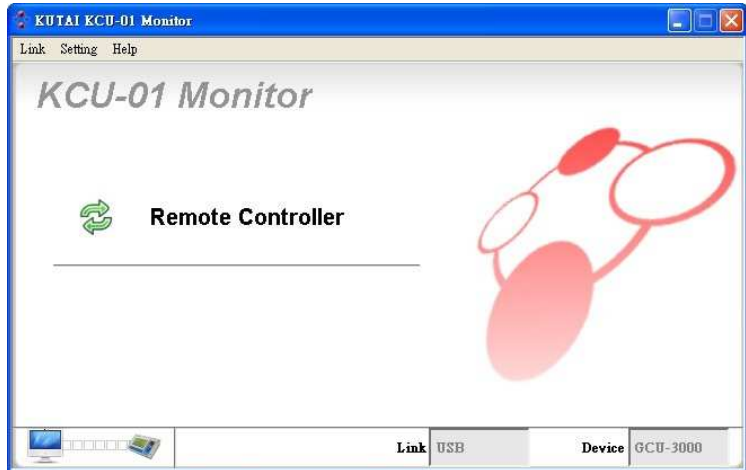 KUTAI KCU-01 Monitor
Link Setting Help
KCU-01 Monitor
Remote Controller
Link USB Device GCU-3000